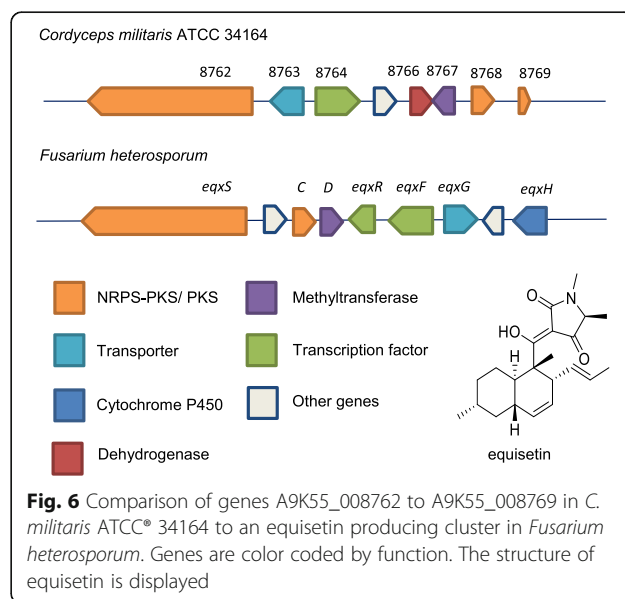 Cordyceps militaris ATCC 34164
8762 8763 8764 8766 8767 8768 8769
Fusarium heterosporum
eqxS C D eqxR eqxF eqxG eqxH
NRPS-PKS/ PKS
Methyltransferase
Transporter
Transcription factor
Cytochrome P450
Other genes
Dehydrogenase
O
N
HO
O
H
H
equisetin
Fig. 6 Comparison of genes A9K55_008762 to A9K55_008769 in C.
militaris ATCC® 34164 to an equisetin producing cluster in Fusarium
heterosporum. Genes are color coded by function. The structure of
equisetin is displayed